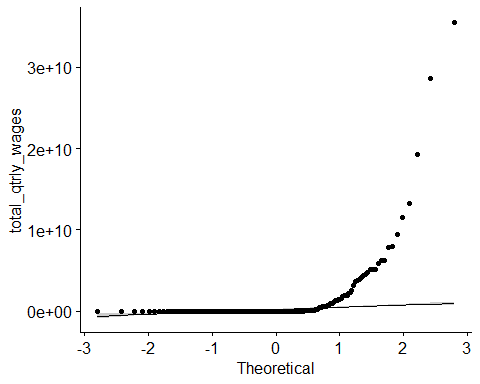 total_qtrly_wages
3e+10
2e+10
1e+10
0e+00
-3 -2 -1 0 1 2 3
Theoretical